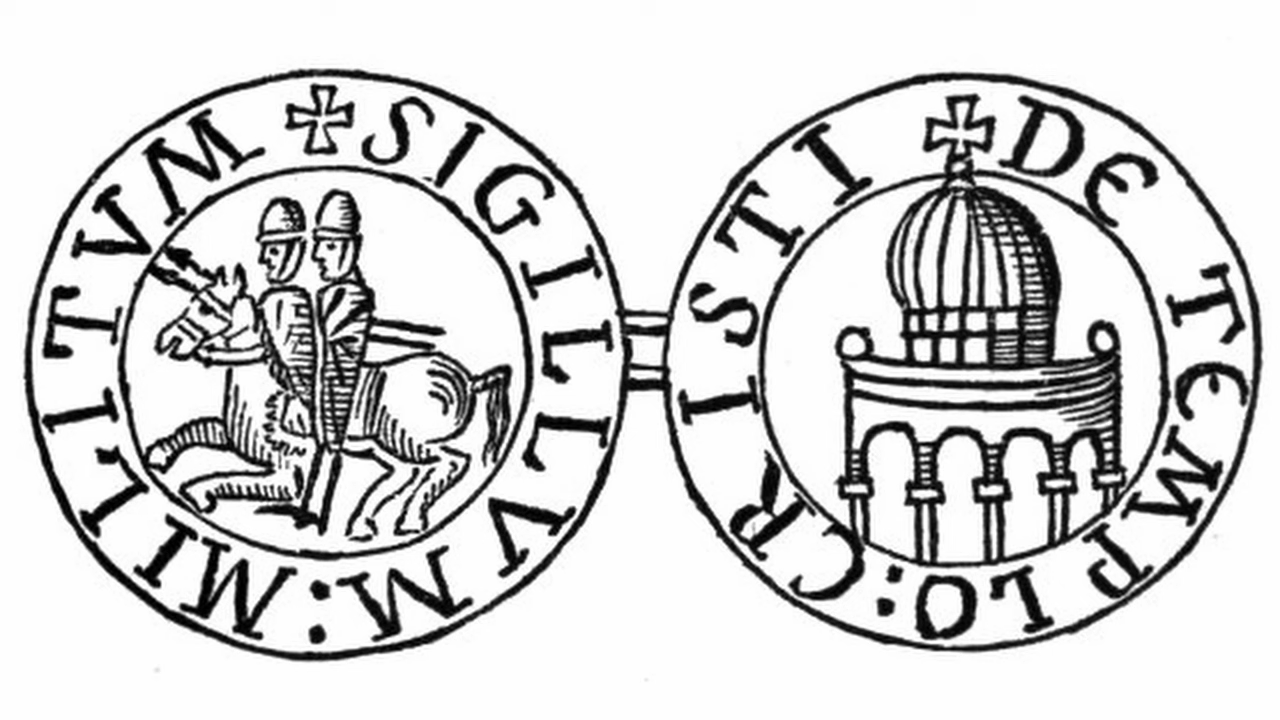 ✠ SIGILLVM : MILITVM
✠ DE TEMPLO : CRISTI